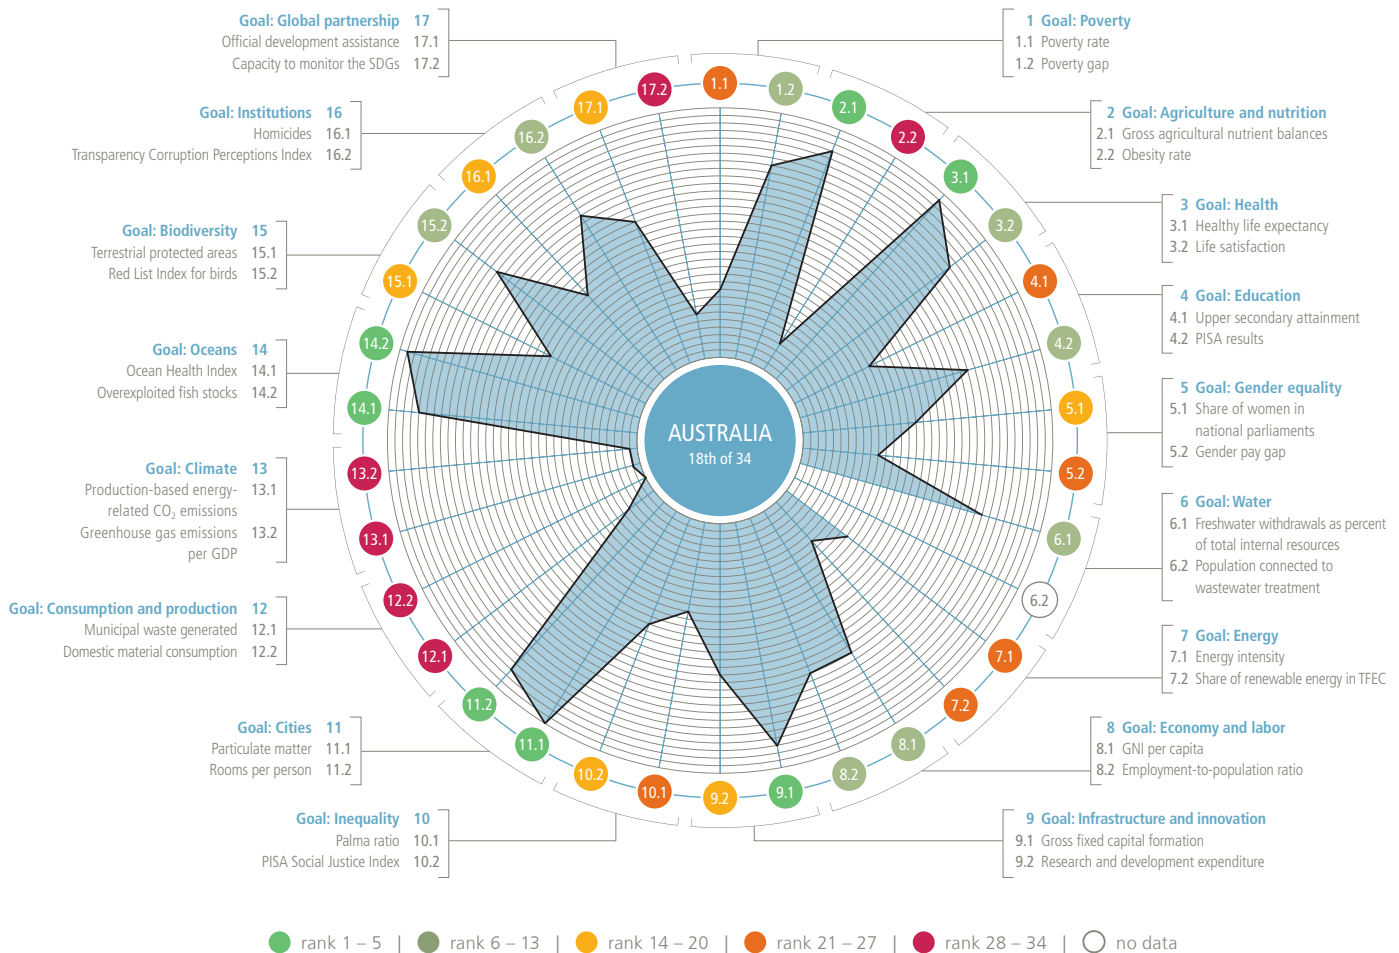 Goal: Global partnership 17
Official development assistance 17.1
Capacity to monitor the SDGs 17.2
Goal: Institutions 16
Homicides 16.1
Transparency Corruption Perceptions Index 16.2
Goal: Biodiversity 15
Terrestrial protected areas 15.1
Red List Index for birds 15.2
Goal: Oceans 14
Ocean Health Index 14.1
Overexploited fish stocks 14.2
Goal: Climate 13
Production-based energy- 13.1
related CO₂ emissions
Greenhouse gas emissions 13.2
per GDP
Goal: Consumption and production 12
Municipal waste generated 12.1
Domestic material consumption 12.2
Goal: Cities 11
Particulate matter 11.1
Rooms per person 11.2
Goal: Inequality 10
Palma ratio 10.1
PISA Social Justice Index 10.2
1.1
1.2
2.1
2.2
3.1
3.2
4.1
4.2
5.1
5.2
6.1
6.2
7.1
7.2
8.1
8.2
9.1
9.2
10.1
10.2
11.1
11.2
12.1
12.2
13.1
13.2
14.1
14.2
15.1
15.2
16.1
16.2
17.1
17.2
AUSTRALIA
18th of 34
1 Goal: Poverty
1.1 Poverty rate
1.2 Poverty gap
2 Goal: Agriculture and nutrition
2.1 Gross agricultural nutrient balances
2.2 Obesity rate
3 Goal: Health
3.1 Healthy life expectancy
3.2 Life satisfaction
4 Goal: Education
4.1 Upper secondary attainment
4.2 PISA results
5 Goal: Gender equality
5.1 Share of women in
national parliaments
5.2 Gender pay gap
6 Goal: Water
6.1 Freshwater withdrawals as percent
of total internal resources
6.2 Population connected to
wastewater treatment
7 Goal: Energy
7.1 Energy intensity
7.2 Share of renewable energy in TFEC
8 Goal: Economy and labor
8.1 GNI per capita
8.2 Employment-to-population ratio
9 Goal: Infrastructure and innovation
9.1 Gross fixed capital formation
9.2 Research and development expenditure
rank 1 – 5 | rank 6 – 13 | rank 14 – 20 | rank 21 – 27 | rank 28 – 34 | no data